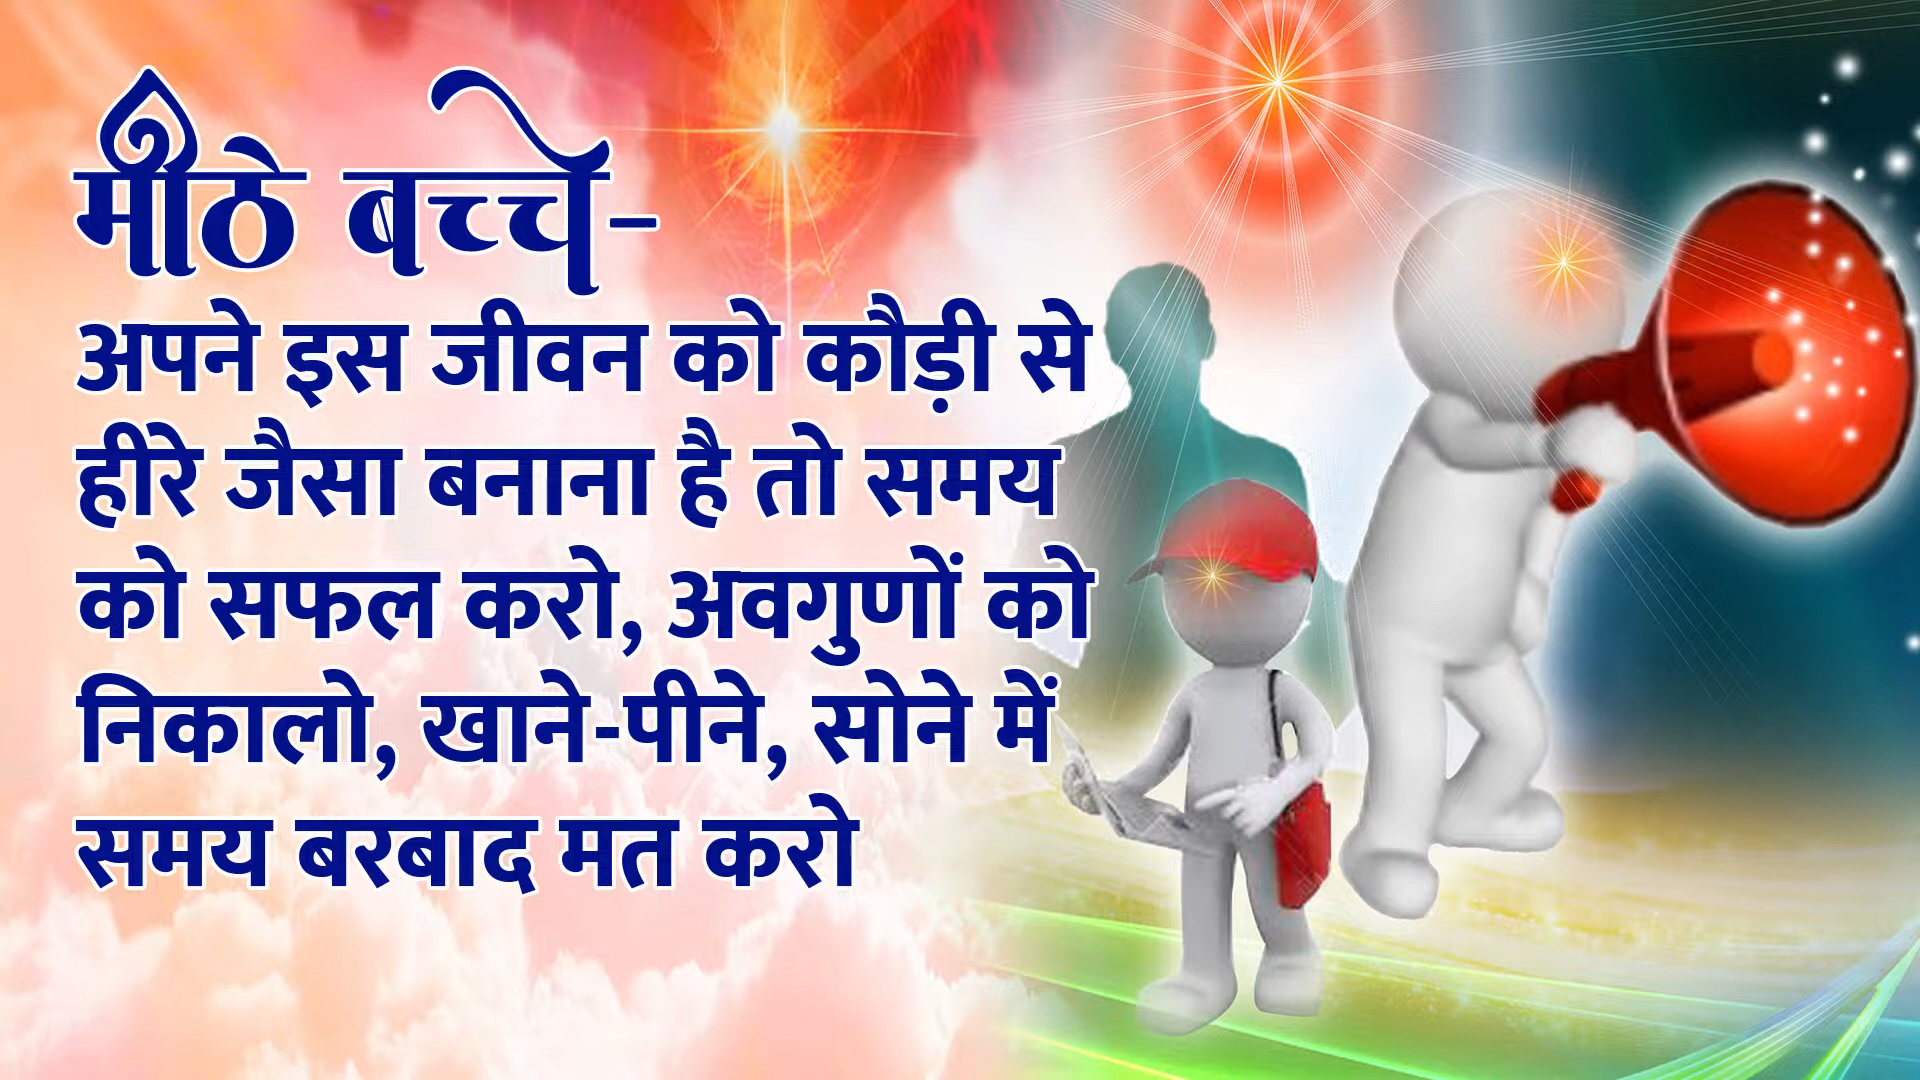 मीठे बच्चे-
अपने इस जीवन को कौड़ी से
हीरे जैसा बनाना है तो समय
को सफल करो, अवगुणों को
निकालो, खाने-पीने, सोने में
समय बरबाद मत करो